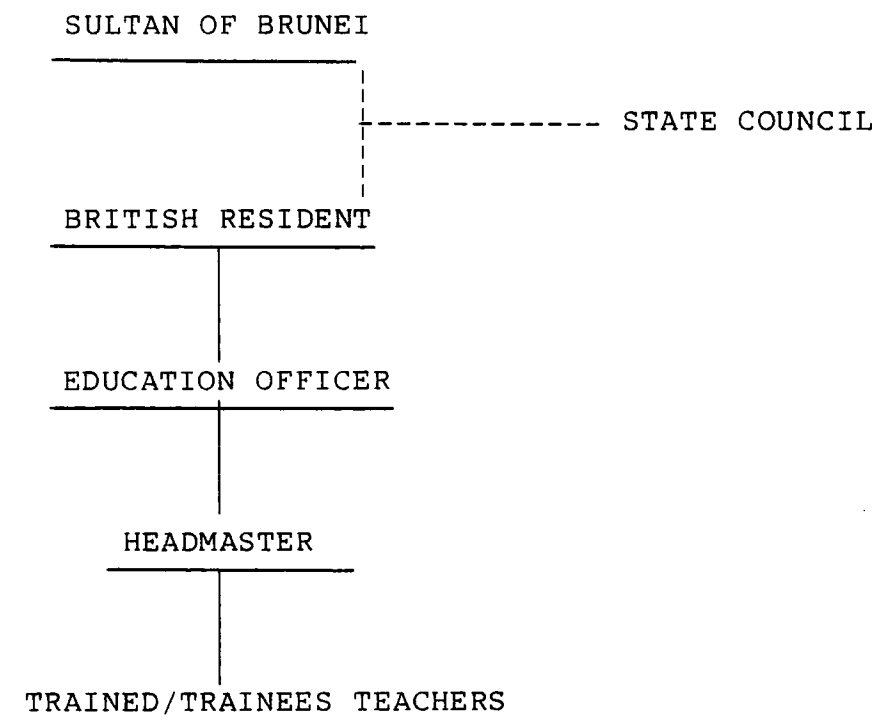 SULTAN OF BRUNEI
STATE COUNCIL
BRITISH RESIDENT
EDUCATION OFFICER
HEADMASTER
TRAINED/TRAINEES TEACHERS